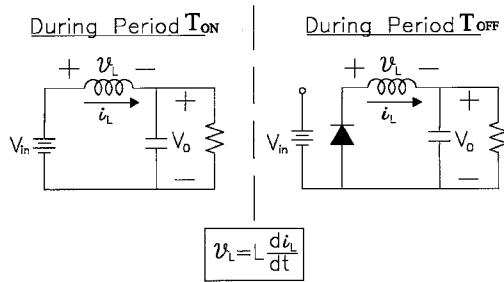 During Period TON
During Period TOFF
+ vL −
iL
Vin
+
Vo
−
+ vL −
iL
Vin
+
Vo
−
vL=L diL/dt